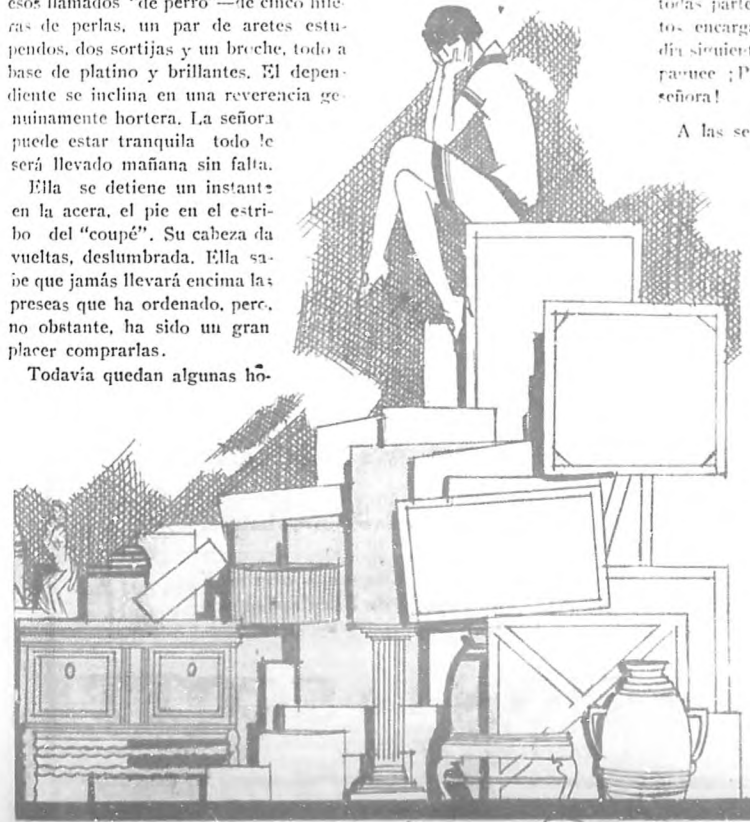 esos llamados "de perro"—de cinco hile-
ras de perlas, un par de aretes estu-
pendos, dos sortijas y un broche, todo a
base de platino y brillantes. El depen-
diente se inclina en una reverencia ge-
nuinamente hortera. La señora
puede estar tranquila todo le
será llevado mañana sin falta.
Ella se detiene un instante
en la acera, el pie en el estri-
bo del "coupé". Su cabeza da
vueltas, deslumbrada. Ella sa-
be que jamás llevará encima las
preseas que ha ordenado, pero,
no obstante, ha sido un gran
placer comprarlas.
Todavía quedan algunas ho-
todas parte
tos encarg
día siguient
paquee ¡P
señora!
A las se